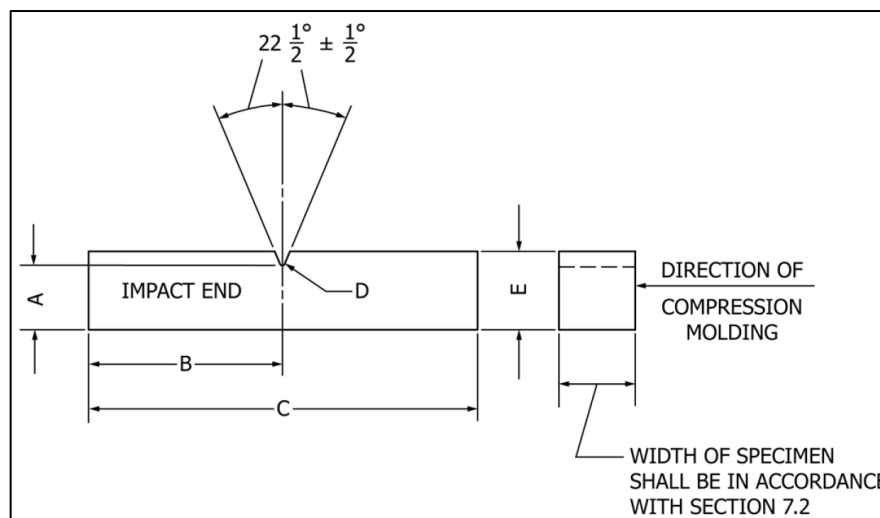 22 1/2° ± 1/2°
A
IMPACT END
D
E
DIRECTION OF
COMPRESSION
MOLDING
B
C
WIDTH OF SPECIMEN
SHALL BE IN ACCORDANCE
WITH SECTION 7.2